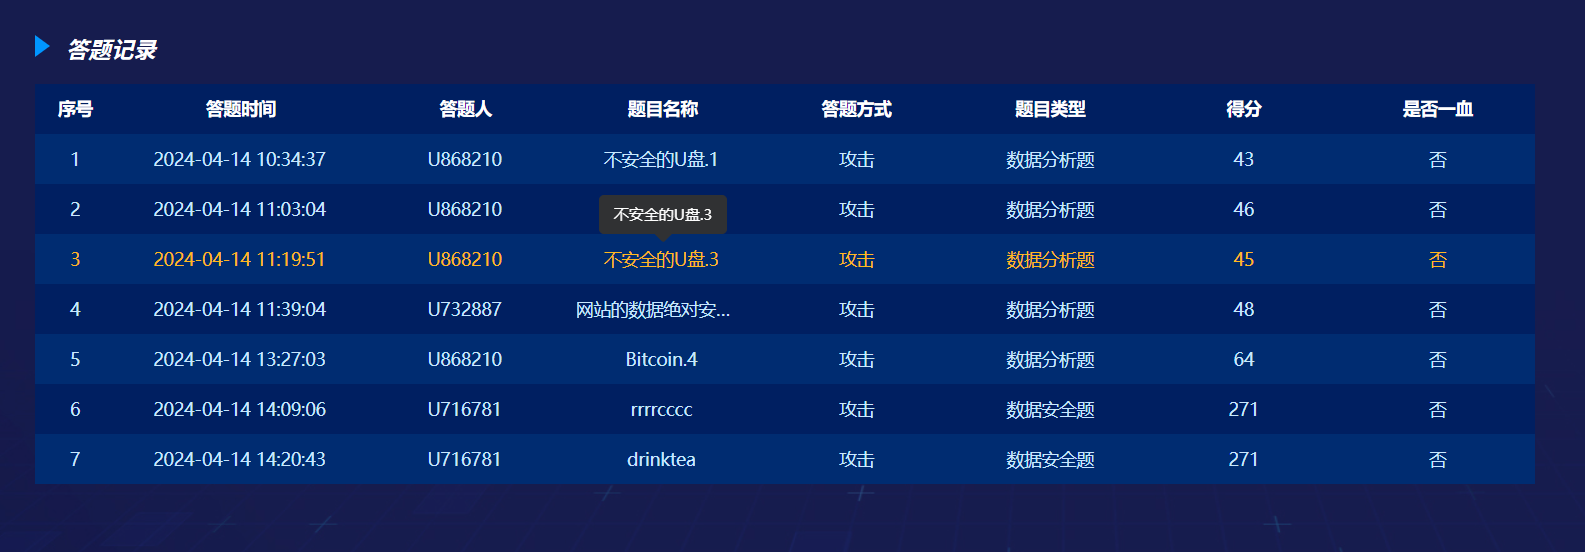 答题记录
序号 答题时间 答题人 题目名称 答题方式 题目类型 得分 是否一血
1 2024-04-14 10:34:37 U868210 不安全的U盘.1 攻击 数据分析题 43 否
2 2024-04-14 11:03:04 U868210 攻击 数据分析题 46 否
不安全的U盘.3
3 2024-04-14 11:19:51 U868210 不安全的U盘.3 攻击 数据分析题 45 否
4 2024-04-14 11:39:04 U732887 网站的数据绝对安... 攻击 数据分析题 48 否
5 2024-04-14 13:27:03 U868210 Bitcoin.4 攻击 数据分析题 64 否
6 2024-04-14 14:09:06 U716781 rrrrcccc 攻击 数据安全题 271 否
7 2024-04-14 14:20:43 U716781 drinktea 攻击 数据安全题 271 否